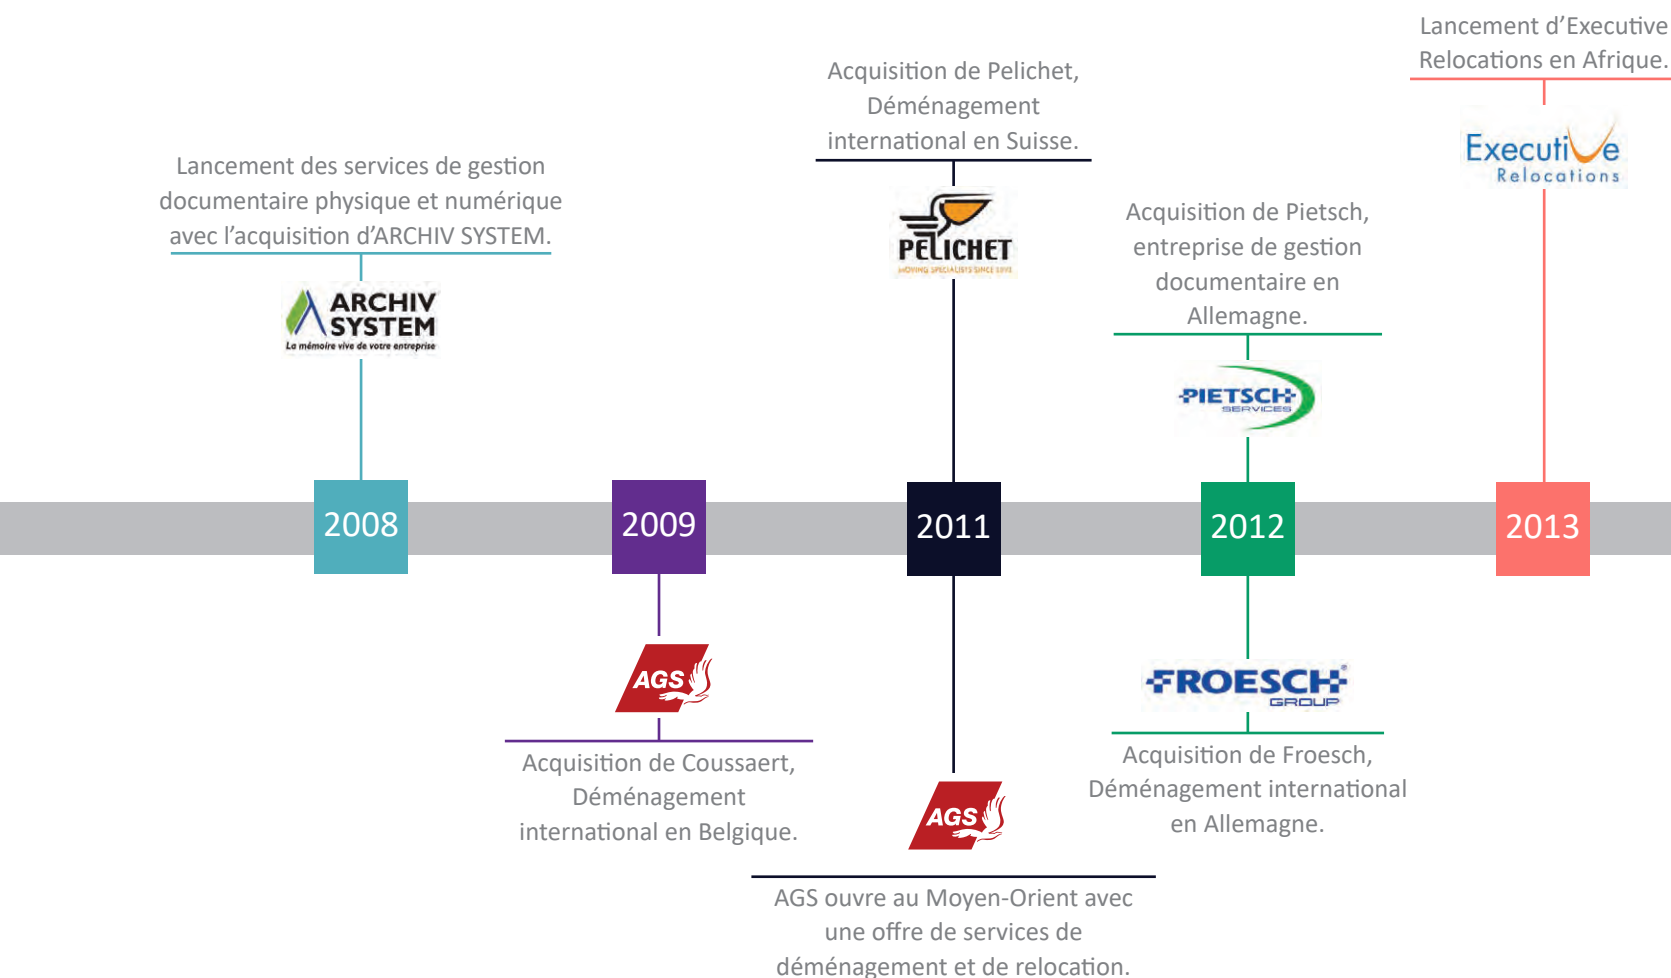 Lancement d’Executive
Relocations en Afrique.
Executive
Relocations
Acquisition de Pelichet,
Déménagement
international en Suisse.
PELICHET
MOVING SPECIALISTS SINCE
Lancement des services de gestion
documentaire physique et numérique
avec l’acquisition d’ARCHIV SYSTEM.
ARCHIV
SYSTEM
La mémoire vive de votre entreprise
Acquisition de Pietsch,
entreprise de gestion
documentaire en
Allemagne.
PIETSCH
SERVICES
2008
2009
2011
2012
2013
AGS
Acquisition de Coussaert,
Déménagement
international en Belgique.
AGS
AGS ouvre au Moyen-Orient avec
une offre de services de
déménagement et de relocation.
FROESCH®
GROUP
Acquisition de Froesch,
Déménagement international
en Allemagne.